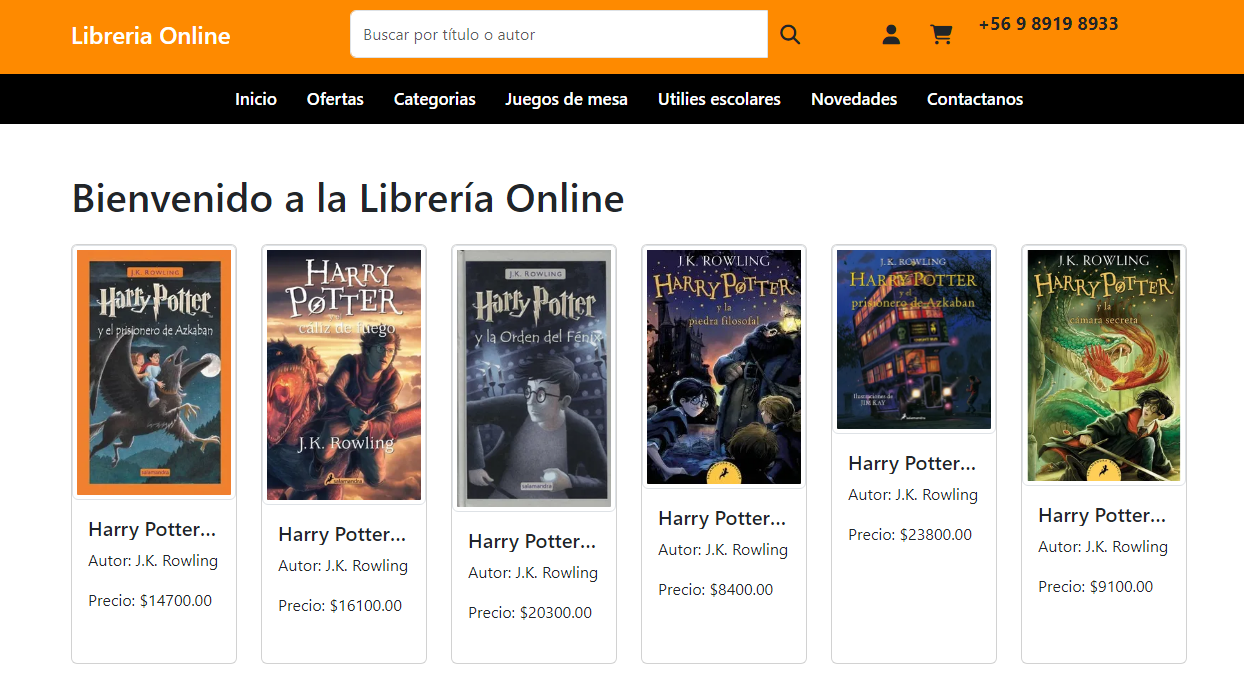 Libreria Online
Buscar por título o autor
+56 9 8919 8933
Inicio Ofertas Categorias Juegos de mesa Utilies escolares Novedades Contactanos
Bienvenido a la Librería Online
J.K. ROWLING
Harry Potter
y el prisionero de Azkaban
salamandra
Harry Potter...
Autor: J.K. Rowling
Precio: $14700.00
HARRY
POTTER
y el
cáliz de fuego
J.K. Rowling
salamandra
Harry Potter...
Autor: J.K. Rowling
Precio: $16100.00
J.K. ROWLING
Harry Potter
y la Orden del Fénix
salamandra
Harry Potter...
Autor: J.K. Rowling
Precio: $20300.00
J.K. ROWLING
HARRY POTTER
y la
piedra filosofal
Harry Potter...
Autor: J.K. Rowling
Precio: $8400.00
J.K. ROWLING
HARRY POTTER
y el
prisionero de Azkaban
Ilustraciones de
JIM KAY
salamandra
Harry Potter...
Autor: J.K. Rowling
Precio: $23800.00
J.K. ROWLING
HARRY POTTER
y la
cámara secreta
Harry Potter...
Autor: J.K. Rowling
Precio: $9100.00